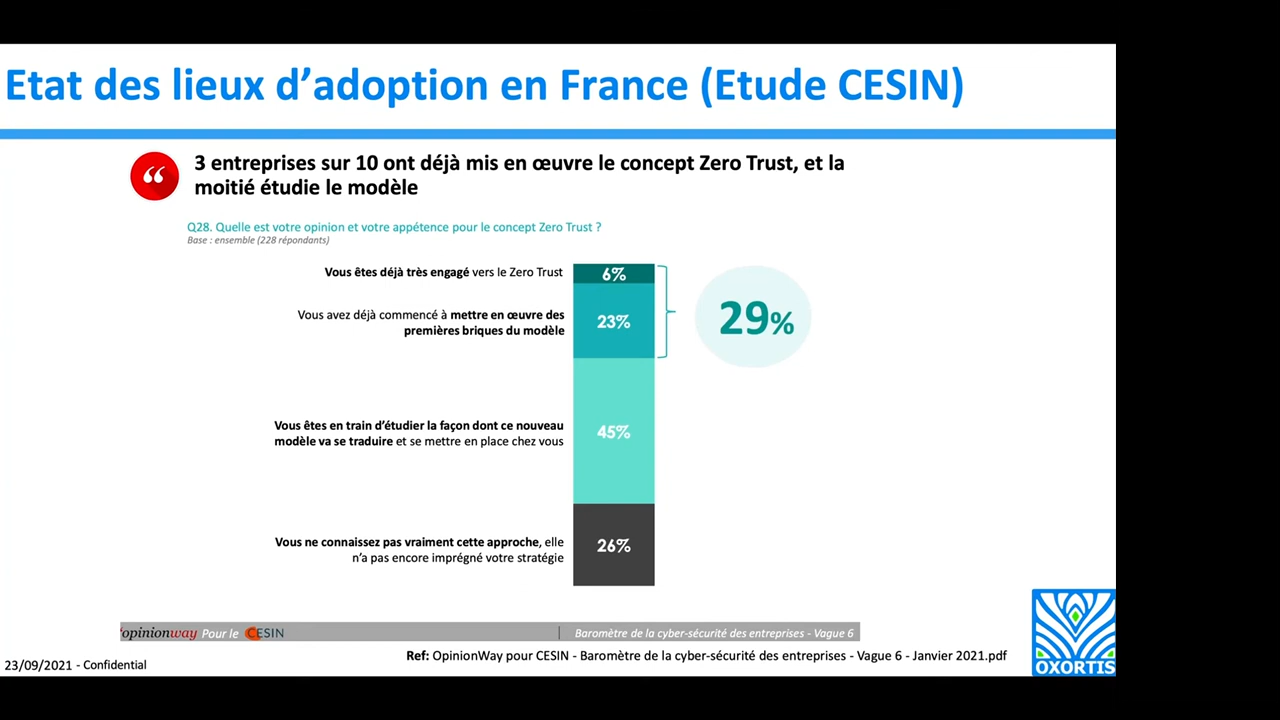 Etat des lieux d’adoption en France (Etude CESIN)
“
3 entreprises sur 10 ont déjà mis en œuvre le concept Zero Trust, et la
moitié étudie le modèle
Q28. Quelle est votre opinion et votre appétence pour le concept Zero Trust ?
Base : ensemble (228 répondants)
Vous êtes déjà très engagé vers le Zero Trust
6%
Vous avez déjà commencé à mettre en œuvre des
premières briques du modèle
23%
29%
Vous êtes en train d’étudier la façon dont ce nouveau
modèle va se traduire et se mettre en place chez vous
45%
Vous ne connaissez pas vraiment cette approche, elle
n’a pas encore imprégné votre stratégie
26%
’opinionway Pour le CESIN
Baromètre de la cyber-sécurité des entreprises - Vague 6
Ref: OpinionWay pour CESIN - Baromètre de la cyber-sécurité des entreprises - Vague 6 - Janvier 2021.pdf
23/09/2021 - Confidential
OXORTIS